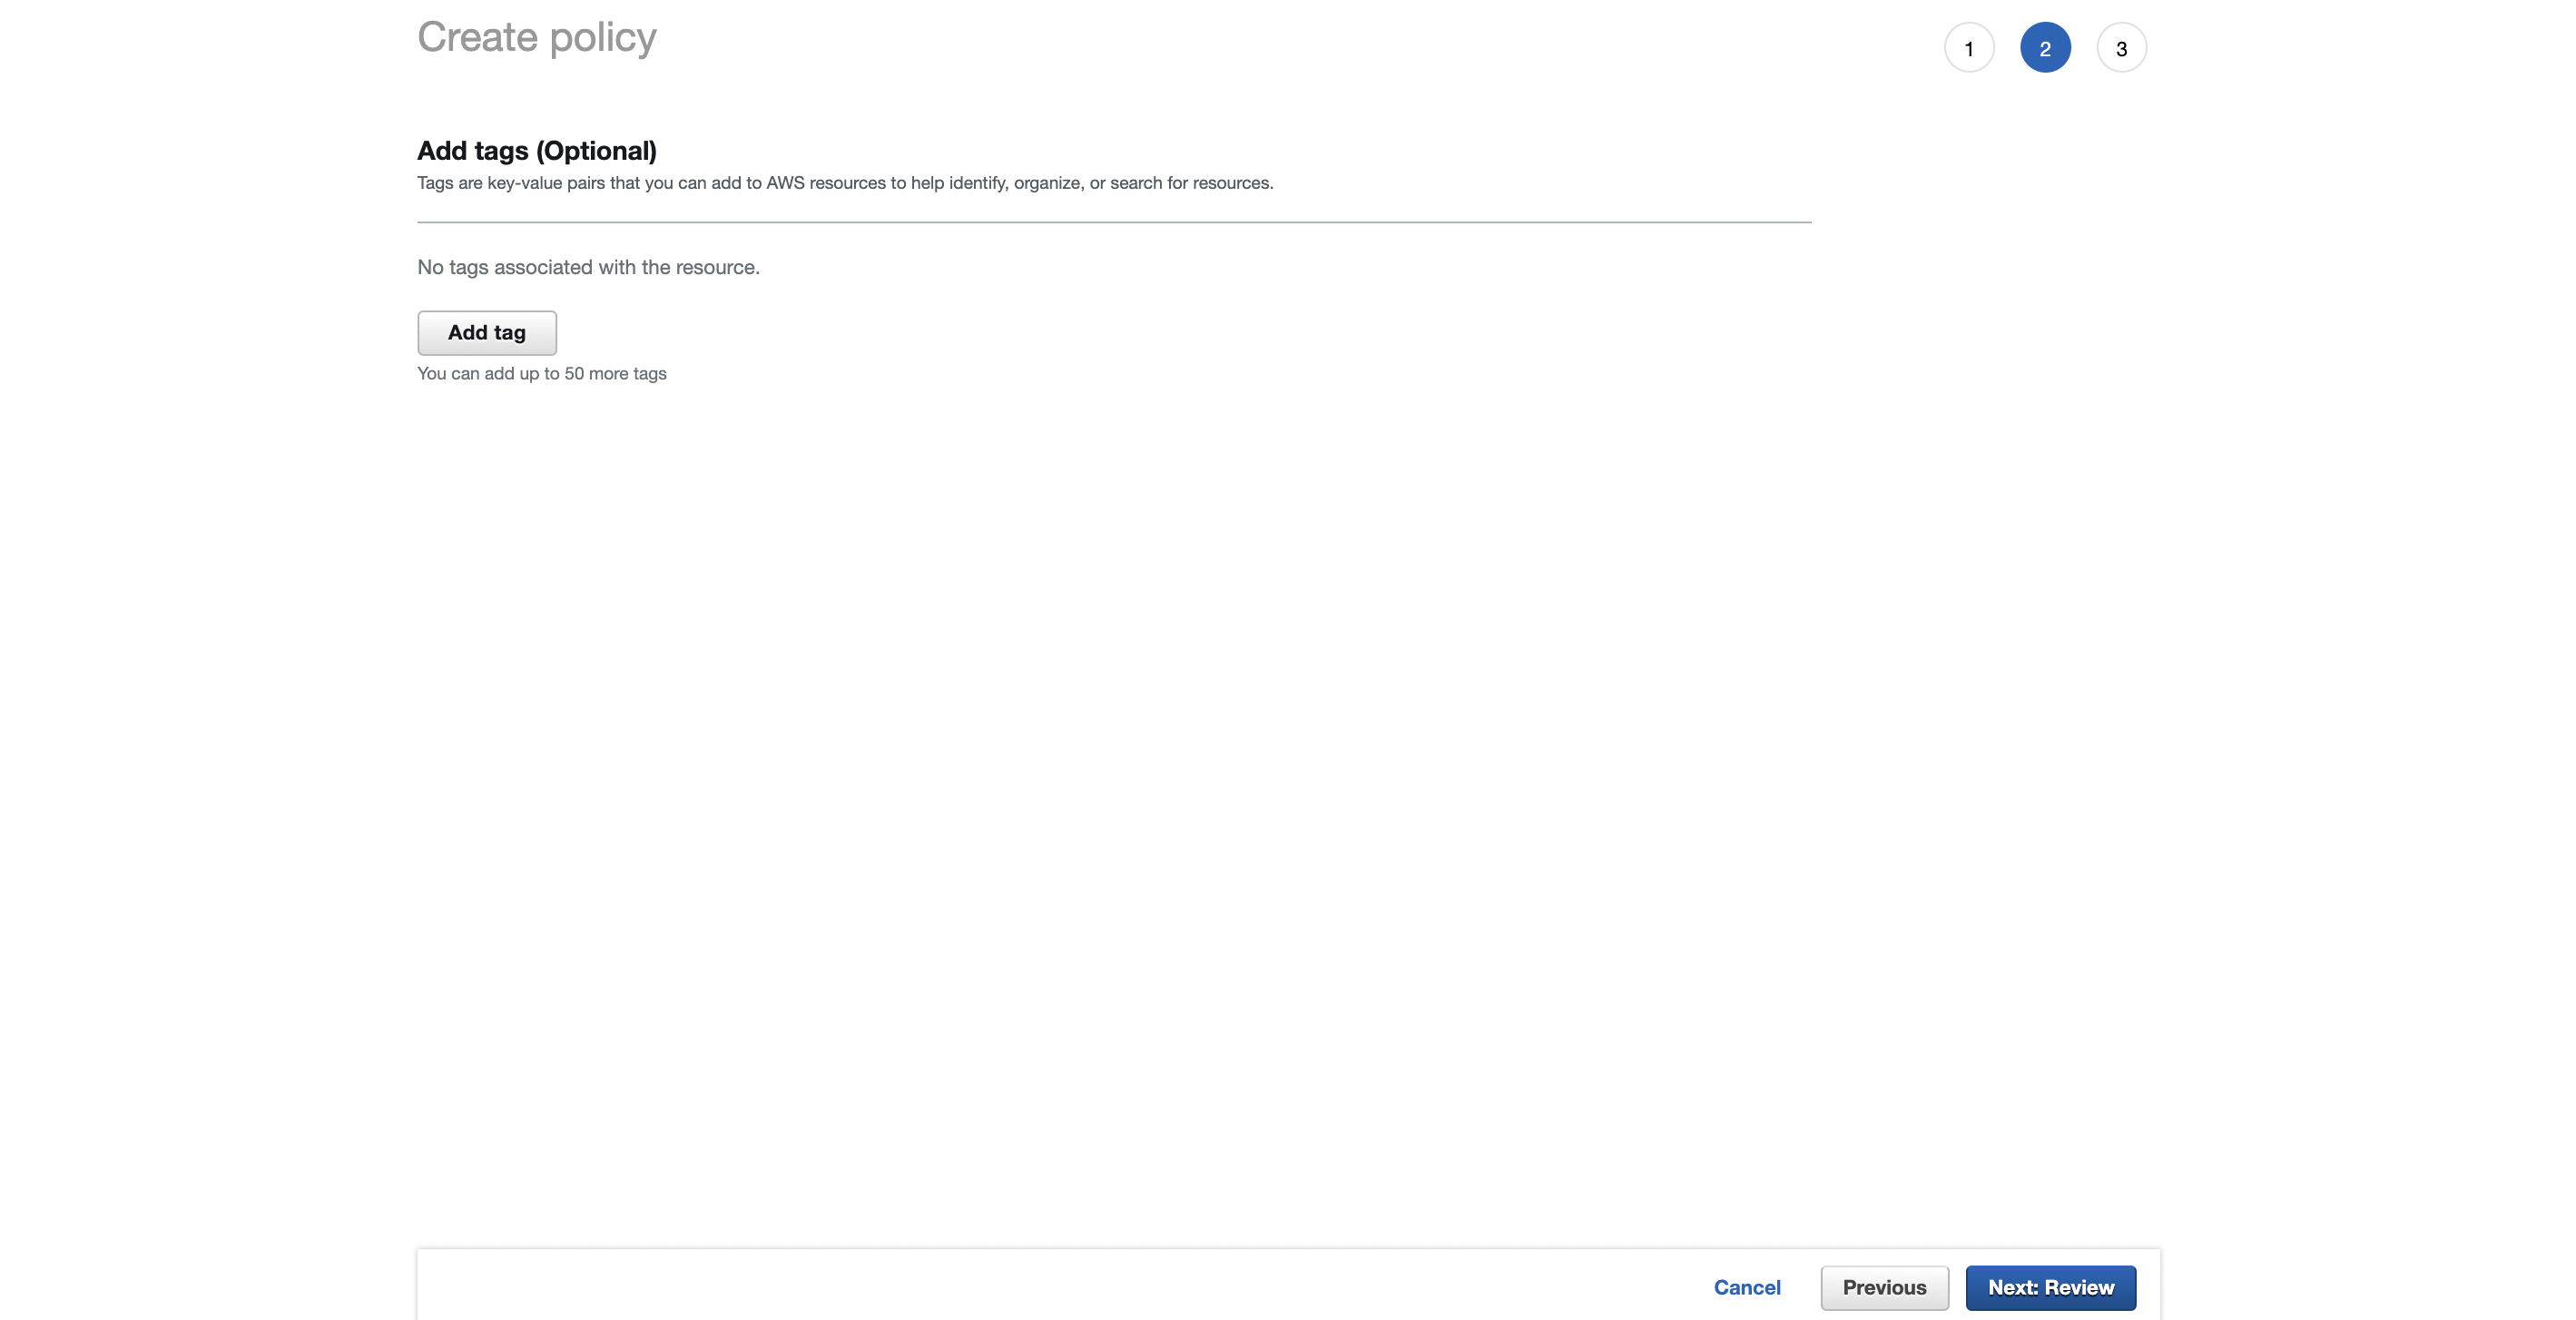 Create policy
1 2 3
Add tags (Optional)
Tags are key-value pairs that you can add to AWS resources to help identify, organize, or search for resources.
No tags associated with the resource.
Add tag
You can add up to 50 more tags
Cancel Previous Next: Review